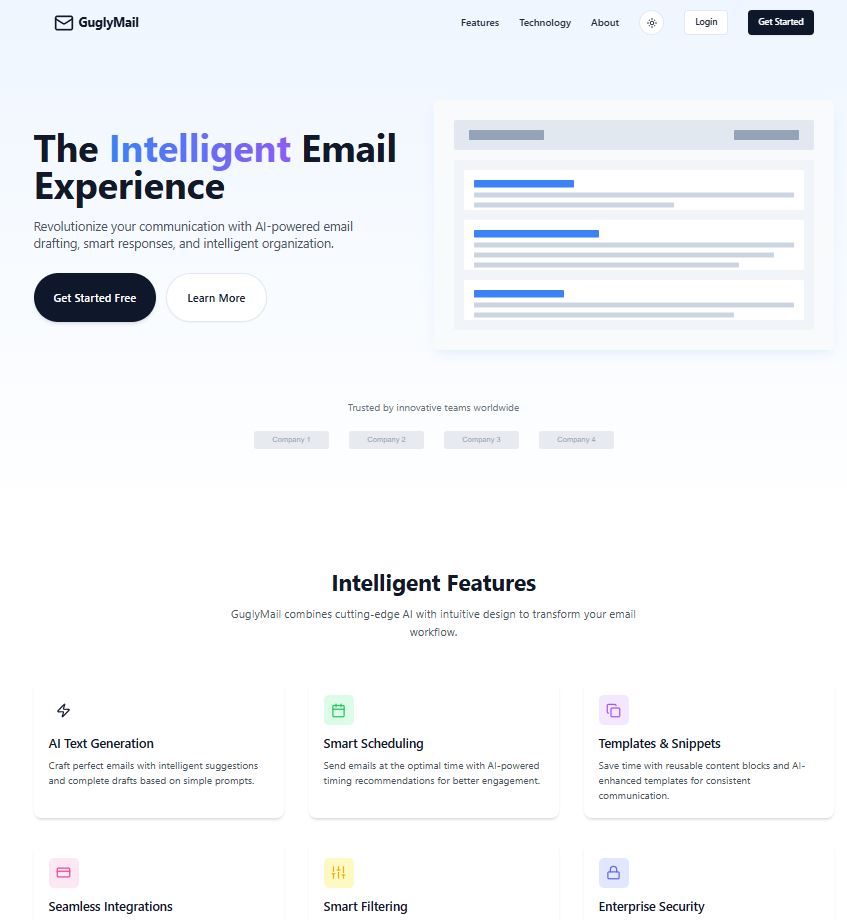 GuglyMail
Features
Technology
About
Login
Get Started
The Intelligent Email
Experience
Revolutionize your communication with AI-powered email
drafting, smart responses, and intelligent organization.
Get Started Free
Learn More
Trusted by innovative teams worldwide
Company 1
Company 2
Company 3
Company 4
Intelligent Features
GuglyMail combines cutting-edge AI with intuitive design to transform your email
workflow.
AI Text Generation
Craft perfect emails with intelligent suggestions
and complete drafts based on simple prompts.
Smart Scheduling
Send emails at the optimal time with AI-powered
timing recommendations for better engagement.
Templates & Snippets
Save time with reusable content blocks and AI-
enhanced templates for consistent
communication.
Seamless Integrations
Smart Filtering
Enterprise Security